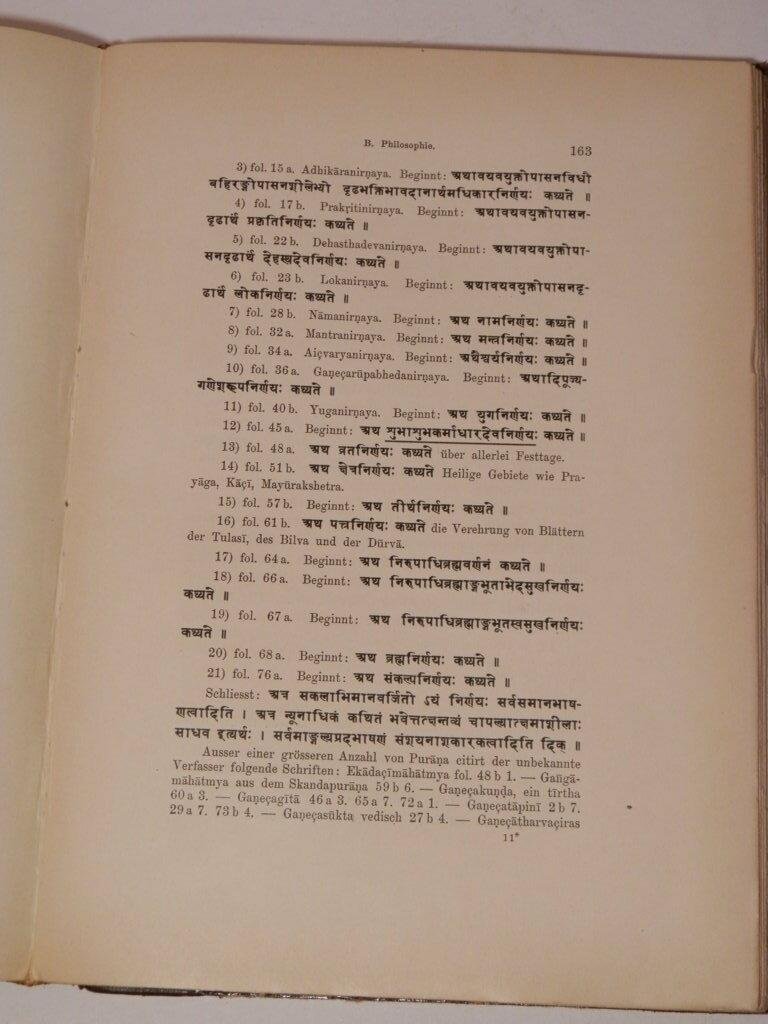 B. Philosophie.
163
3) fol. 15 a. Adhikāranirṇaya. Beginnt: अथावयवयुक्तोपासनविधौ
बहिरङ्गोपासनशीलेभ्यो दृढभक्तिभावदानार्थमधिकारनिर्णयः कथ्यते ॥
4) fol. 17 b. Prakṛitinirṇaya. Beginnt: अथावयवयुक्तोपासन-
दृढार्थं प्रकृतिनिर्णयः कथ्यते ॥
5) fol. 22 b. Dehasthadevanirṇaya. Beginnt: अथावयवयुक्तोपा-
सनदृढार्थं देहस्थदेवनिर्णयः कथ्यते ॥
6) fol. 23 b. Lokanirṇaya. Beginnt: अथावयवयुक्तोपासनदृ-
ढार्थं लोकनिर्णयः कथ्यते ॥
7) fol. 28 b. Nāmanirṇaya. Beginnt: अथ नामनिर्णयः कथ्यते ॥
8) fol. 32 a. Mantranirṇaya. Beginnt: अथ मन्त्रनिर्णयः कथ्यते ॥
9) fol. 34 a. Aiçvaryanirṇaya. Beginnt: अथैश्वर्यनिर्णयः कथ्यते ॥
10) fol. 36 a. Gaṇeçarūpabhedanirṇaya. Beginnt: अथादिपूज्य-
गणेशरूपनिर्णयः कथ्यते ॥
11) fol. 40 b. Yuganirṇaya. Beginnt: अथ युगनिर्णयः कथ्यते ॥
12) fol. 45 a. Beginnt: अथ शुभाशुभकर्माधारदेवनिर्णयः कथ्यते ॥
13) fol. 48 a. अथ व्रतनिर्णयः कथ्यते über allerlei Festtage.
14) fol. 51 b. अथ क्षेत्रनिर्णयः कथ्यते Heilige Gebiete wie Pra-
yāga, Kāçī, Mayūrakshetra.
15) fol. 57 b. Beginnt: अथ तीर्थनिर्णयः कथ्यते ॥
16) fol. 61 b. अथ पत्त्रनिर्णयः कथ्यते die Verehrung von Blättern
der Tulasī, des Bilva und der Dūrvā.
17) fol. 64 a. Beginnt: अथ निरुपाधिब्रह्मवर्णनं कथ्यते ॥
18) fol. 66 a. Beginnt: अथ निरुपाधिब्रह्माङ्गभूताभेदसुखनिर्णयः
कथ्यते ॥
19) fol. 67 a. Beginnt: अथ निरुपाधिब्रह्माङ्गभूतस्वसुखनिर्णयः
कथ्यते ॥
20) fol. 68 a. Beginnt: अथ ब्रह्मनिर्णयः कथ्यते ॥
21) fol. 76 a. Beginnt: अथ संकल्पनिर्णयः कथ्यते ॥
Schliesst: अत्र सकलाभिमानवर्जितो ऽयं निर्णयः सर्वसमानभाष-
णत्वादिति । अत्र न्यूनाधिकं कथितं भवेत्तत्क्षन्तव्यं चापल्यात्क्षमाशीलाः
साधव इत्यर्थः । सर्वमाङ्गल्यप्रदभाषणं संशयनाशकारकत्वादिति दिक् ॥
Ausser einer grösseren Anzahl von Purāṇa citirt der unbekannte
Verfasser folgende Schriften: Ekādaçīmāhātmya fol. 48 b 1. — Gaṅgā-
māhātmya aus dem Skandapurāṇa 59 b 6. — Gaṇeçakuṇḍa, ein tīrtha
60 a 3. — Gaṇeçagītā 46 a 3. 65 a 7. 72 a 1. — Gaṇeçatāpinī 2 b 7.
29 a 7. 73 b 4. — Gaṇeçasūkta vedisch 27 b 4. — Gaṇeçātharvaçiras
11*